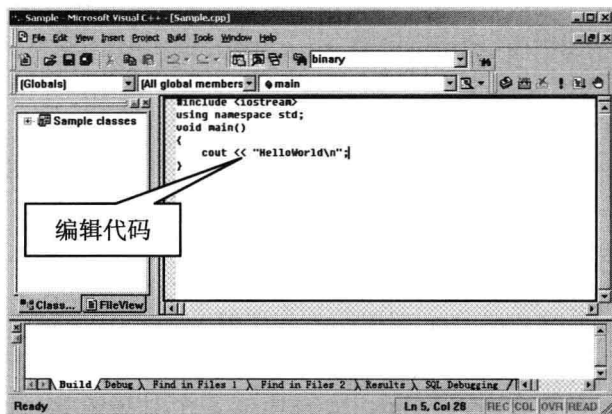 Sample - Microsoft Visual C++ - [Sample.cpp]
File Edit View Insert Project Build Tools Window Help
binary
(Globals) [All global members main
Sample classes
#include <iostream>
using namespace std;
void main()
{
cout << "HelloWorld\n";
}
编辑代码
Class... FileView
Build Debug Find in Files 1 Find in Files 2 Results SQL Debugging
Ready Ln 5, Col 28 REC COL OVR READ